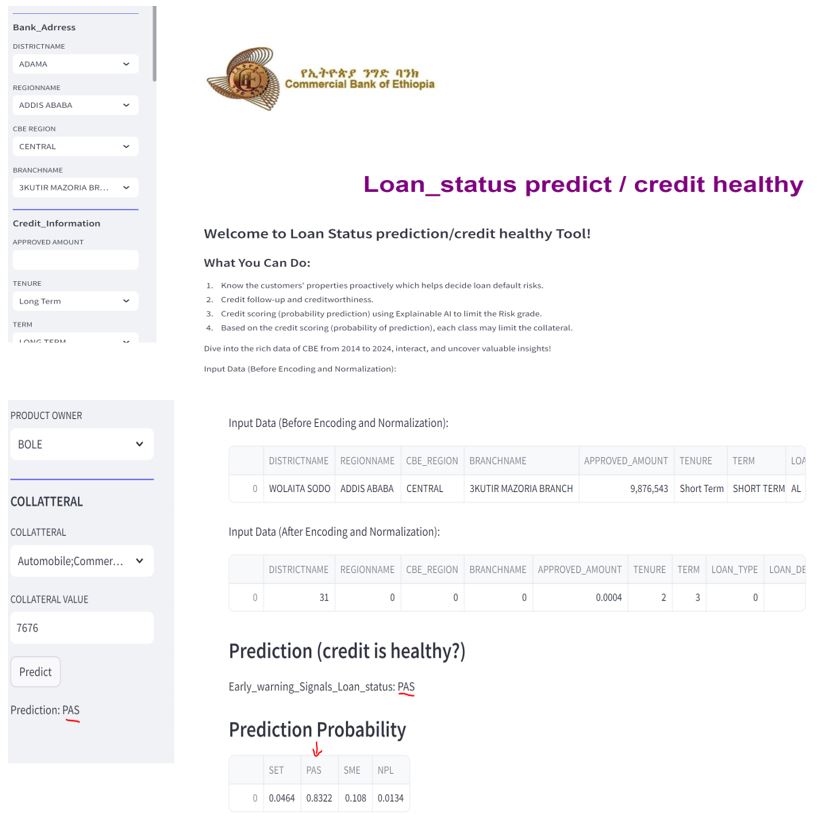 Bank_Adrress
DISTRICTNAME
ADAMA
REGIONNAME
ADDIS ABABA
CBE REGION
CENTRAL
BRANCHNAME
3KUTIR MAZORIA BR...
Credit_Information
APPROVED AMOUNT
TENURE
Long Term
TERM
LONG TERM
የኢትዮጵያ ንግድ ባንክ
Commercial Bank of Ethiopia
Loan_status predict / credit healthy
Welcome to Loan Status prediction/credit healthy Tool!
What You Can Do:
1. Know the customers' properties proactively which helps decide loan default risks.
2. Credit follow-up and creditworthiness.
3. Credit scoring (probability prediction) using Explainable AI to limit the Risk grade.
4. Based on the credit scoring (probability of prediction), each class may limit the collateral.
Dive into the rich data of CBE from 2014 to 2024, interact, and uncover valuable insights!
Input Data (Before Encoding and Normalization):
PRODUCT OWNER
BOLE
COLLATTERAL
COLLATTERAL
Automobile;Commer...
COLLATERAL VALUE
7676
Predict
Prediction: PAS
Input Data (Before Encoding and Normalization):
DISTRICTNAME REGIONNAME CBE_REGION BRANCHNAME APPROVED_AMOUNT TENURE TERM LOA
0 WOLAITA SODO ADDIS ABABA CENTRAL 3KUTIR MAZORIA BRANCH 9,876,543 Short Term SHORT TERM AL
Input Data (After Encoding and Normalization):
DISTRICTNAME REGIONNAME CBE_REGION BRANCHNAME APPROVED_AMOUNT TENURE TERM LOAN_TYPE LOAN_DE
0 31 0 0 0 0.0004 2 3 0
Prediction (credit is healthy?)
Early_warning_Signals_Loan_status: PAS
Prediction Probability
SET PAS SME NPL
0 0.0464 0.8322 0.108 0.0134